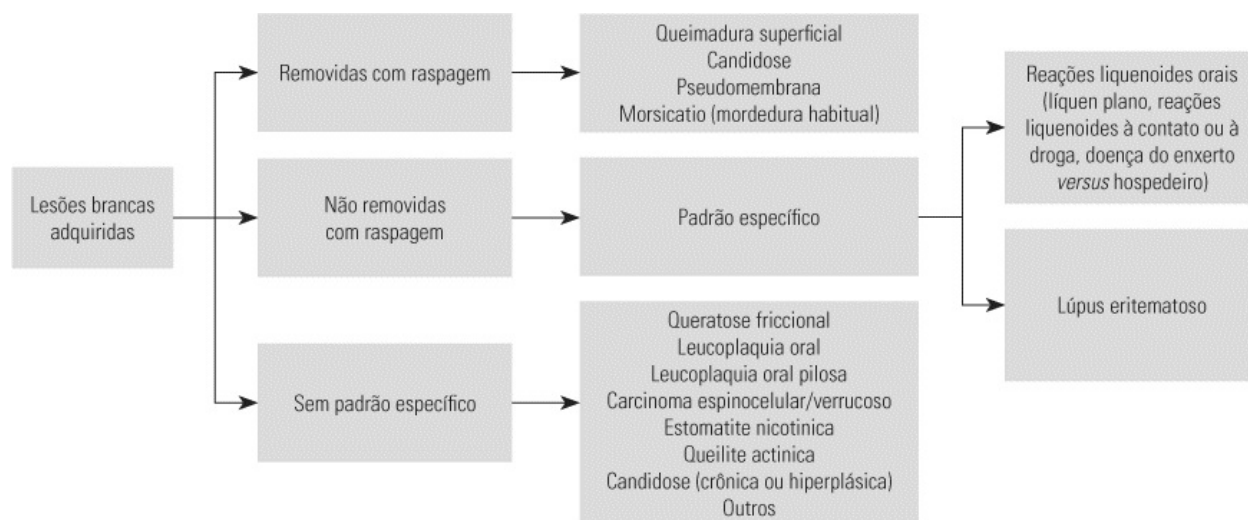 Lesões brancas
adquiridas
Removidas com raspagem
Queimadura superficial
Candidose
Pseudomembrana
Morsicatio (mordedura habitual)
Não removidas
com raspagem
Padrão específico
Reações liquenoides orais
(líquen plano, reações
liquenoides à contato ou à
droga, doença do enxerto
versus hospedeiro)
Lúpus eritematoso
Sem padrão específico
Queratose friccional
Leucoplaquia oral
Leucoplaquia oral pilosa
Carcinoma espinocelular/verrucoso
Estomatite nicotinica
Queilite actinica
Candidose (crônica ou hiperplásica)
Outros